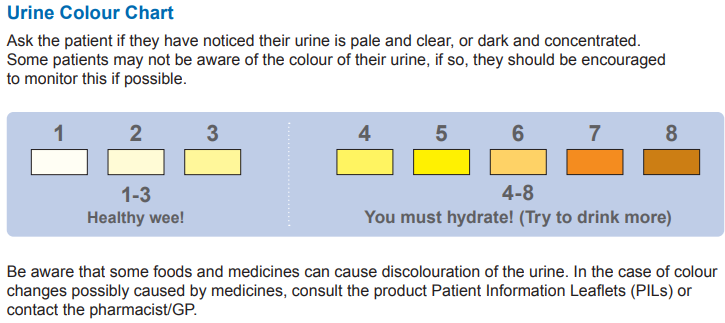 Urine Colour Chart
Ask the patient if they have noticed their urine is pale and clear, or dark and concentrated.
Some patients may not be aware of the colour of their urine, if so, they should be encouraged
to monitor this if possible.
1 2 3 4 5 6 7 8
1-3 4-8
Healthy wee! You must hydrate! (Try to drink more)
Be aware that some foods and medicines can cause discolouration of the urine. In the case of colour
changes possibly caused by medicines, consult the product Patient Information Leaflets (PILs) or
contact the pharmacist/GP.